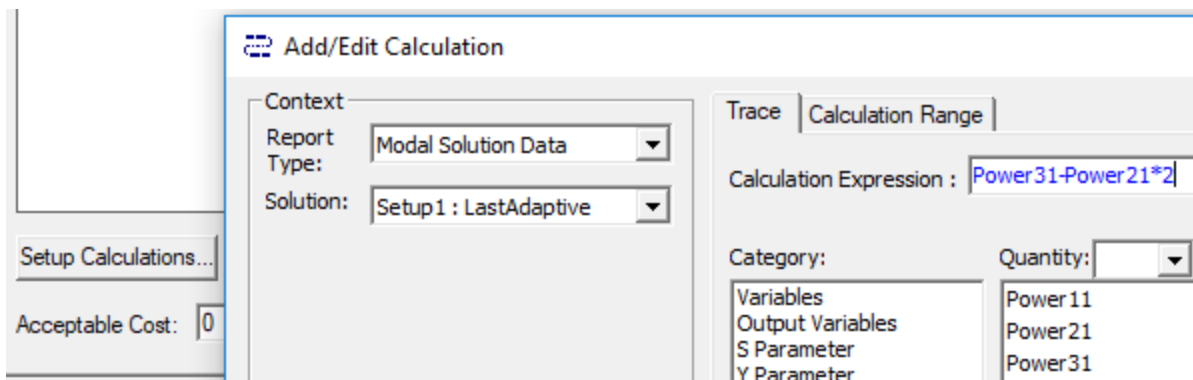 Add/Edit Calculation
Context
Report Type:
Modal Solution Data
Solution:
Setup1 : LastAdaptive
Trace
Calculation Range
Calculation Expression :
Power31-Power21*2
Setup Calculations...
Acceptable Cost:
0
Category:
Variables
Output Variables
S Parameter
Y Parameter
Quantity:
Power11
Power21
Power31